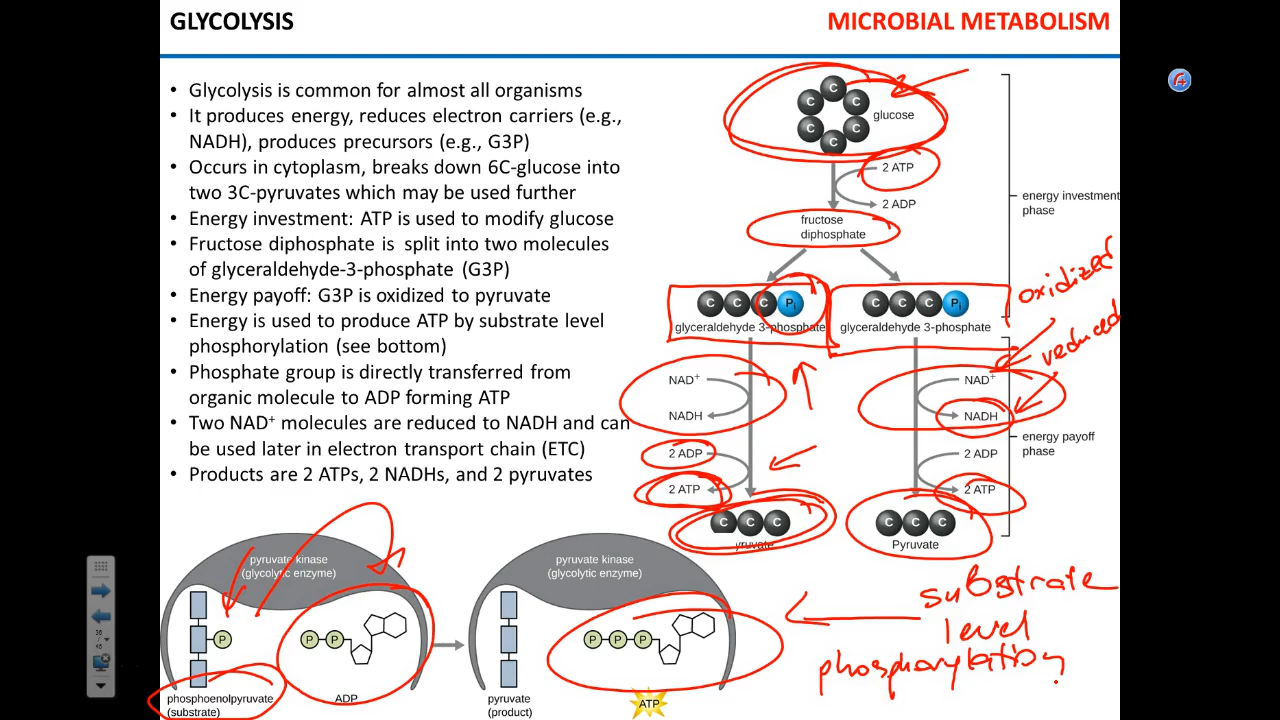 GLYCOLYSIS
MICROBIAL METABOLISM
• Glycolysis is common for almost all organisms
• It produces energy, reduces electron carriers (e.g.,
NADH), produces precursors (e.g., G3P)
• Occurs in cytoplasm, breaks down 6C-glucose into
two 3C-pyruvates which may be used further
• Energy investment: ATP is used to modify glucose
• Fructose diphosphate is split into two molecules
of glyceraldehyde-3-phosphate (G3P)
• Energy payoff: G3P is oxidized to pyruvate
• Energy is used to produce ATP by substrate level
phosphorylation (see bottom)
• Phosphate group is directly transferred from
organic molecule to ADP forming ATP
• Two NAD⁺ molecules are reduced to NADH and can
be used later in electron transport chain (ETC)
• Products are 2 ATPs, 2 NADHs, and 2 pyruvates
C
C C
C C
C
glucose
2 ATP
2 ADP
energy investment
phase
fructose
diphosphate
oxidized
C C C Pi
C C C Pi
glyceraldehyde 3-phosphate
glyceraldehyde 3-phosphate
reduced
NAD⁺
NADH
2 ADP
2 ATP
C C C
yruvate
NAD⁺
NADH
2 ADP
2 ATP
C C C
Pyruvate
energy payoff
phase
pyruvate kinase
(glycolytic enzyme)
P
P P
phosphoenolpyruvate
(substrate)
ADP
pyruvate kinase
(glycolytic enzyme)
P P P
pyruvate
(product)
ATP
substrate
level
phosphorylation